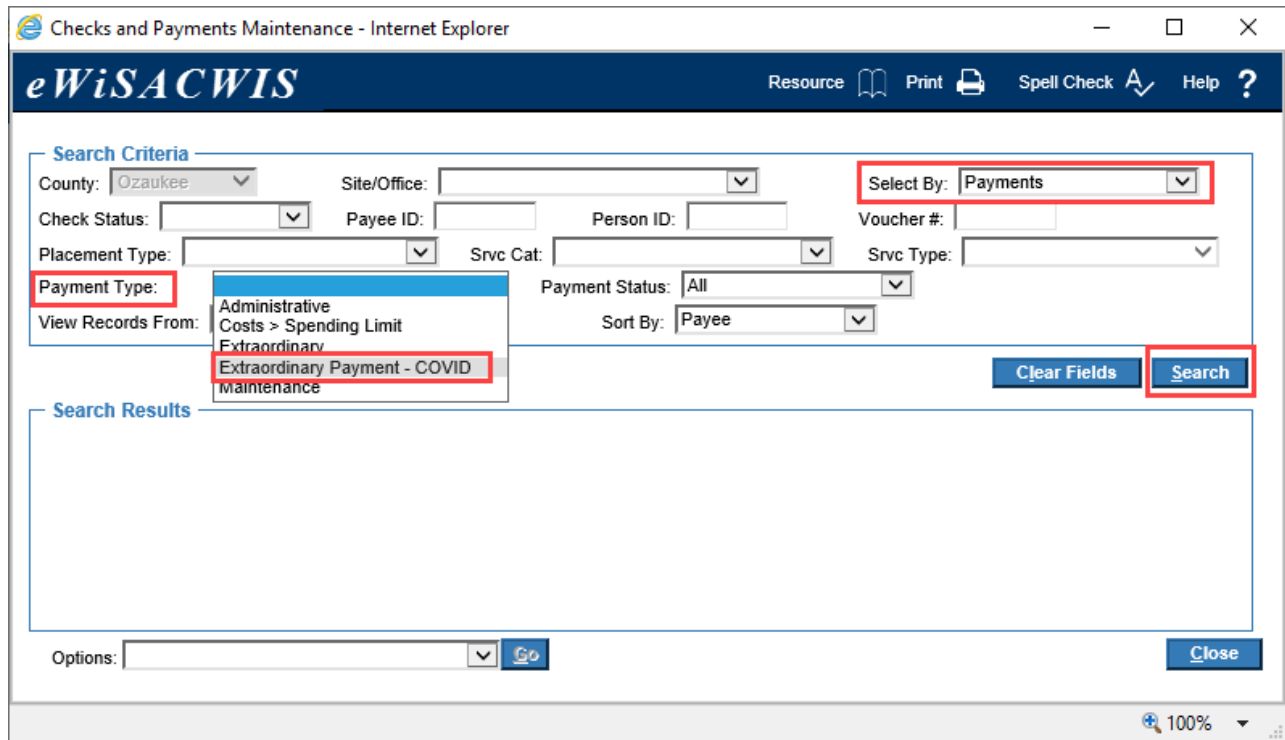 Checks and Payments Maintenance - Internet Explorer
eWiSACWIS Resource Print Spell Check Help ?
Search Criteria
County: Ozaukee Site/Office: Select By: Payments
Check Status: Payee ID: Person ID: Voucher #:
Placement Type: Srvc Cat: Srvc Type:
Payment Type: Payment Status: All
Administrative
View Records From: Costs > Spending Limit Sort By: Payee
Extraordinary
Extraordinary Payment - COVID
Maintenance
Clear Fields Search
Search Results
Options: Go Close
100%